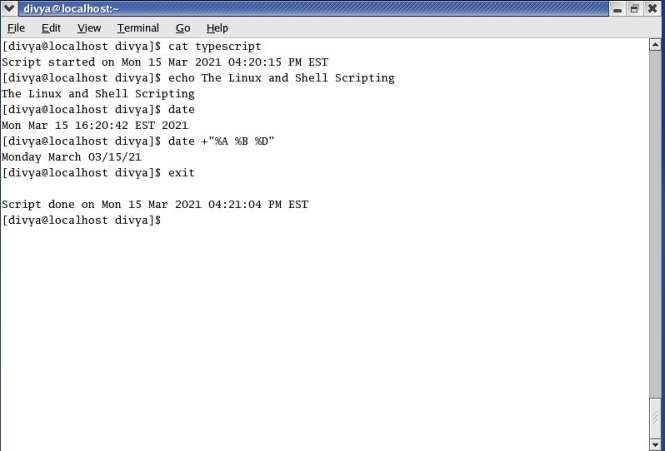 divya@localhost:~
File Edit View Terminal Go Help
[divya@localhost divya]$ cat typescript
Script started on Mon 15 Mar 2021 04:20:15 PM EST
[divya@localhost divya]$ echo The Linux and Shell Scripting
The Linux and Shell Scripting
[divya@localhost divya]$ date
Mon Mar 15 16:20:42 EST 2021
[divya@localhost divya]$ date +"%A %B %D"
Monday March 03/15/21
[divya@localhost divya]$ exit
Script done on Mon 15 Mar 2021 04:21:04 PM EST
[divya@localhost divya]$